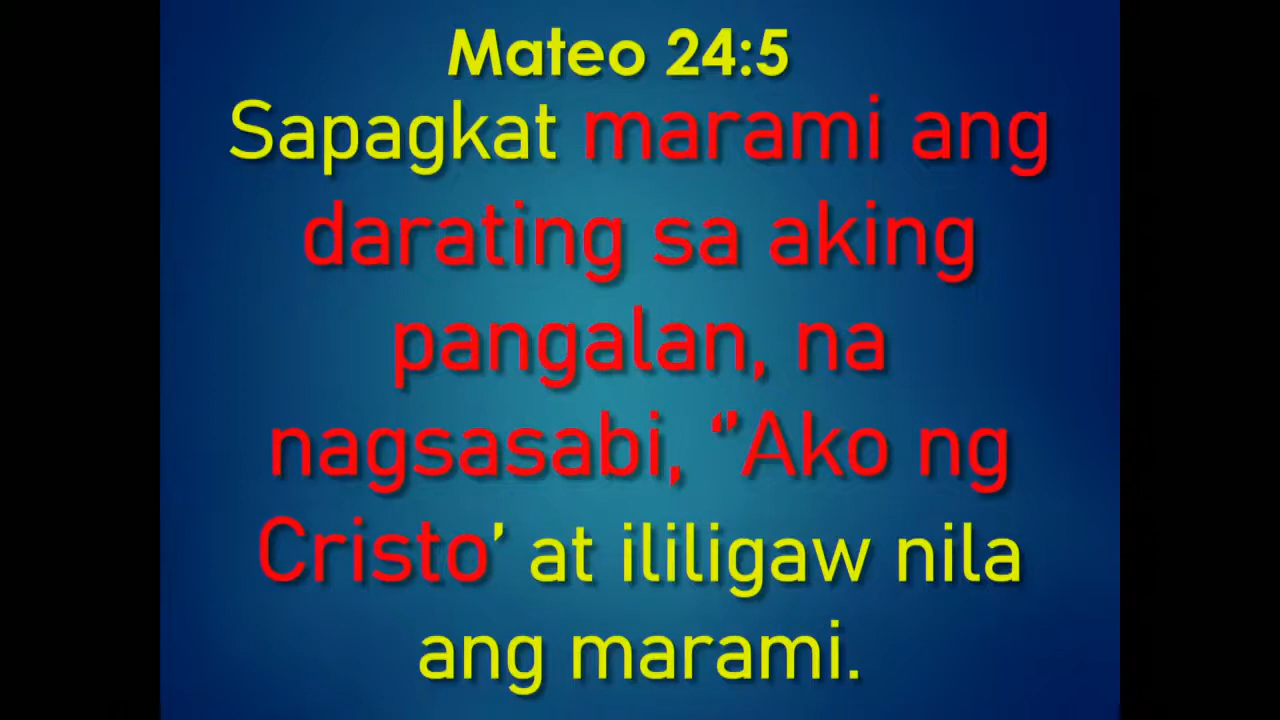 Mateo 24:5
Sapagkat marami ang
darating sa aking
pangalan, na
nagsasabi, ‘'Ako ng
Cristo’ at ililigaw nila
ang marami.